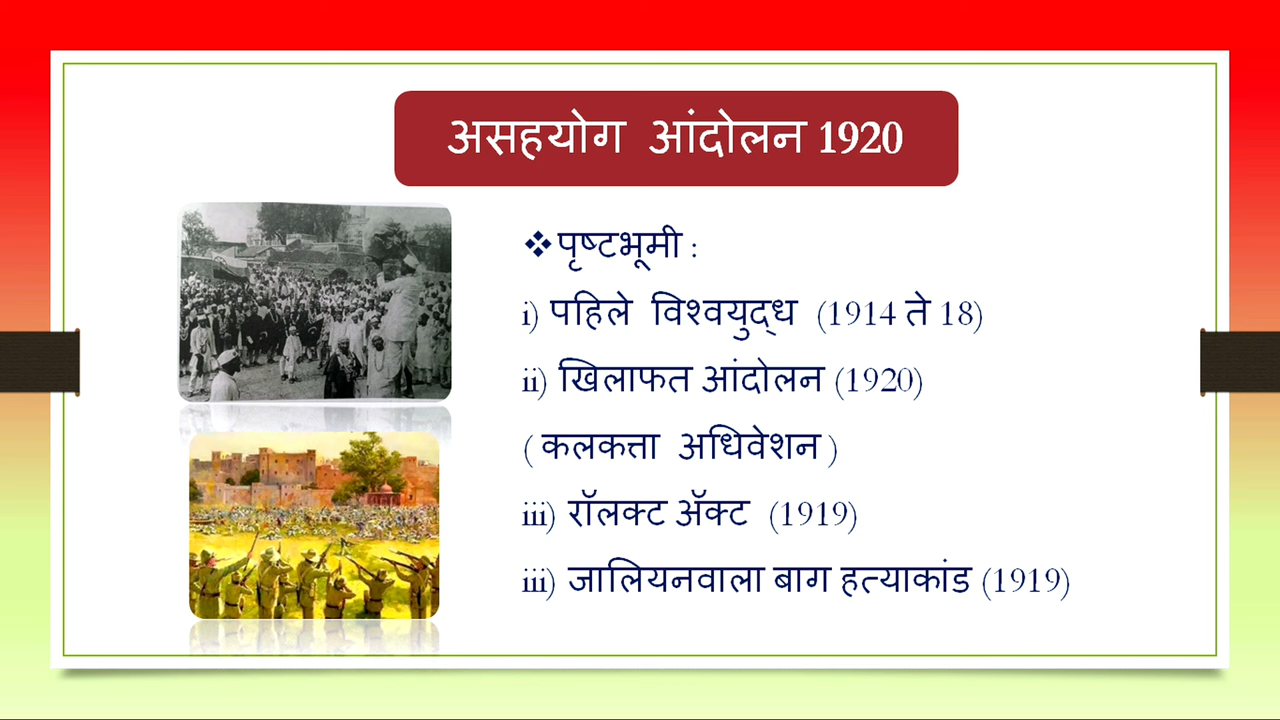 असहयोग आंदोलन 1920
❖पृष्टभूमी :
i) पहिले विश्वयुद्ध (1914 ते 18)
ii) खिलाफत आंदोलन (1920)
( कलकत्ता अधिवेशन )
iii) रॉलक्ट ॲक्ट (1919)
iii) जालियनवाला बाग हत्याकांड (1919)